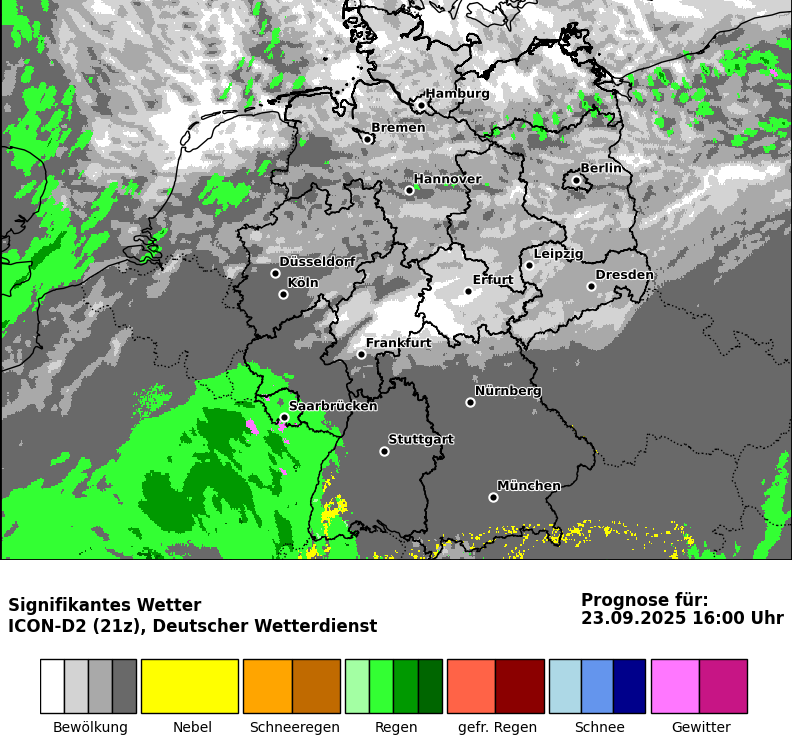 Hamburg
Bremen
Berlin
Hannover
Leipzig
Düsseldorf
Dresden
Köln
Erfurt
Frankfurt
Nürnberg
Saarbrücken
Stuttgart
München
Signifikantes Wetter
ICON-D2 (21z), Deutscher Wetterdienst
Prognose für:
23.09.2025 16:00 Uhr
Bewölkung
Nebel
Schneeregen
Regen
gefr. Regen
Schnee
Gewitter